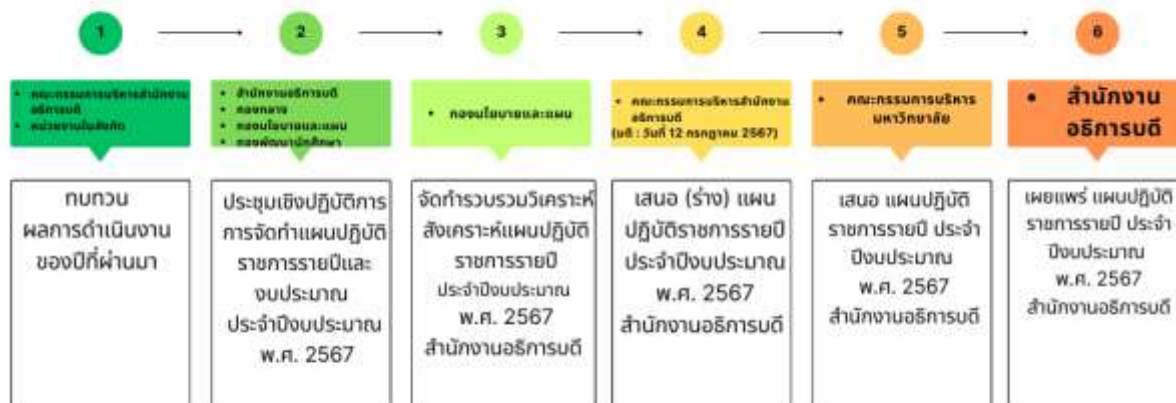 1
2
3
4
5
6
• คณะกรรมการบริหารสำนักงาน
อธิการบดี
• หน่วยงานในสังกัด
• สำนักงานอธิการบดี
• กองกลาง
• กองนโยบายและแผน
• กองพัฒนานักศึกษา
• กองนโยบายและแผน
• คณะกรรมการบริหารสำนักงาน
อธิการบดี
(มติ : วันที่ 12 กรกฎาคม 2567)
• คณะกรรมการบริหาร
มหาวิทยาลัย
• สำนักงาน
อธิการบดี
ทบทวน
ผลการดำเนินงาน
ของปีที่ผ่านมา
ประชุมเชิงปฏิบัติการ
การจัดทำแผนปฏิบัติ
ราชการรายปีและ
งบประมาณ
ประจำปีงบประมาณ
พ.ศ. 2567
จัดทำรวบรวมวิเคราะห์
สังเคราะห์แผนปฏิบัติ
ราชการรายปี
ประจำปีงบประมาณ
พ.ศ. 2567
สำนักงานอธิการบดี
เสนอ (ร่าง) แผน
ปฏิบัติราชการรายปี
ประจำปีงบประมาณ
พ.ศ. 2567
สำนักงานอธิการบดี
เสนอ แผนปฏิบัติ
ราชการรายปี ประจำ
ปีงบประมาณ
พ.ศ. 2567
สำนักงานอธิการบดี
เผยแพร่ แผนปฏิบัติ
ราชการรายปี ประจำ
ปีงบประมาณ
พ.ศ. 2567
สำนักงานอธิการบดี